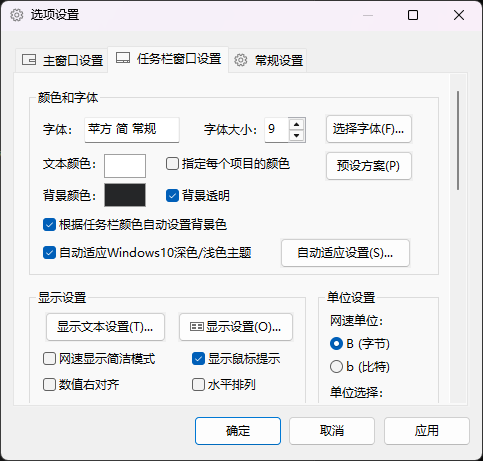 选项设置
主窗口设置
任务栏窗口设置
常规设置
颜色和字体
字体: 苹方 简 常规 字体大小: 9 选择字体(F)...
文本颜色: 指定每个项目的颜色 预设方案(P)
背景颜色: 背景透明
根据任务栏颜色自动设置背景色
自动适应Windows10深色/浅色主题 自动适应设置(S)...
显示设置
显示文本设置(T)... 显示设置(O)...
网速显示简洁模式 显示鼠标提示
数值右对齐 水平排列
单位设置
网速单位:
B (字节)
b (比特)
单位选择:
确定 取消 应用